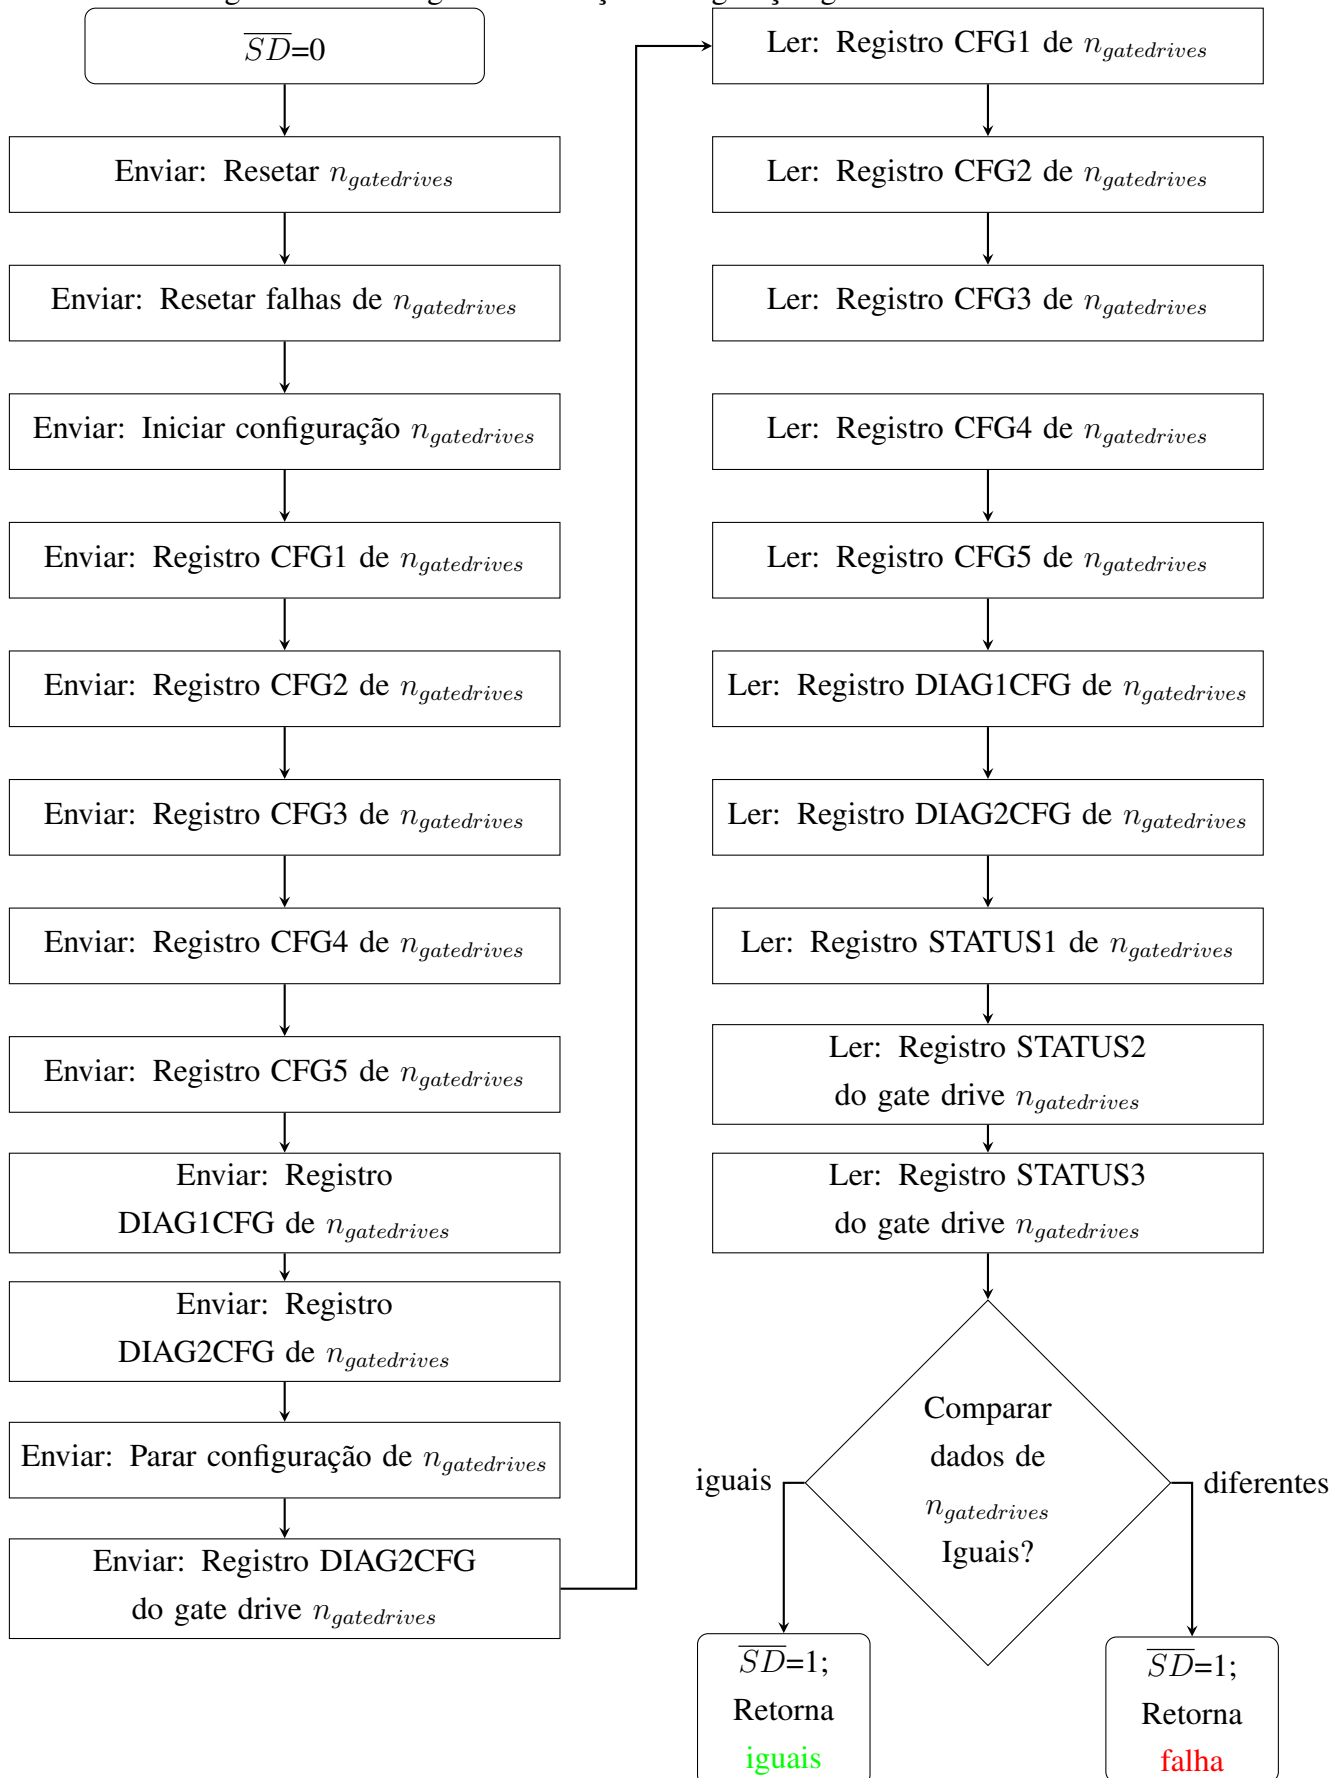 SD=0
Enviar: Resetar n_gatedrives
Enviar: Resetar falhas de n_gatedrives
Enviar: Iniciar configuração n_gatedrives
Enviar: Registro CFG1 de n_gatedrives
Enviar: Registro CFG2 de n_gatedrives
Enviar: Registro CFG3 de n_gatedrives
Enviar: Registro CFG4 de n_gatedrives
Enviar: Registro CFG5 de n_gatedrives
Enviar: Registro
DIAG1CFG de n_gatedrives
Enviar: Registro
DIAG2CFG de n_gatedrives
Enviar: Parar configuração de n_gatedrives
Enviar: Registro DIAG2CFG
do gate drive n_gatedrives
Ler: Registro CFG1 de n_gatedrives
Ler: Registro CFG2 de n_gatedrives
Ler: Registro CFG3 de n_gatedrives
Ler: Registro CFG4 de n_gatedrives
Ler: Registro CFG5 de n_gatedrives
Ler: Registro DIAG1CFG de n_gatedrives
Ler: Registro DIAG2CFG de n_gatedrives
Ler: Registro STATUS1 de n_gatedrives
Ler: Registro STATUS2
do gate drive n_gatedrives
Ler: Registro STATUS3
do gate drive n_gatedrives
Comparar
dados de
n_gatedrives
Iguais?
iguais
diferentes
SD=1;
Retorna
iguais
SD=1;
Retorna
falha